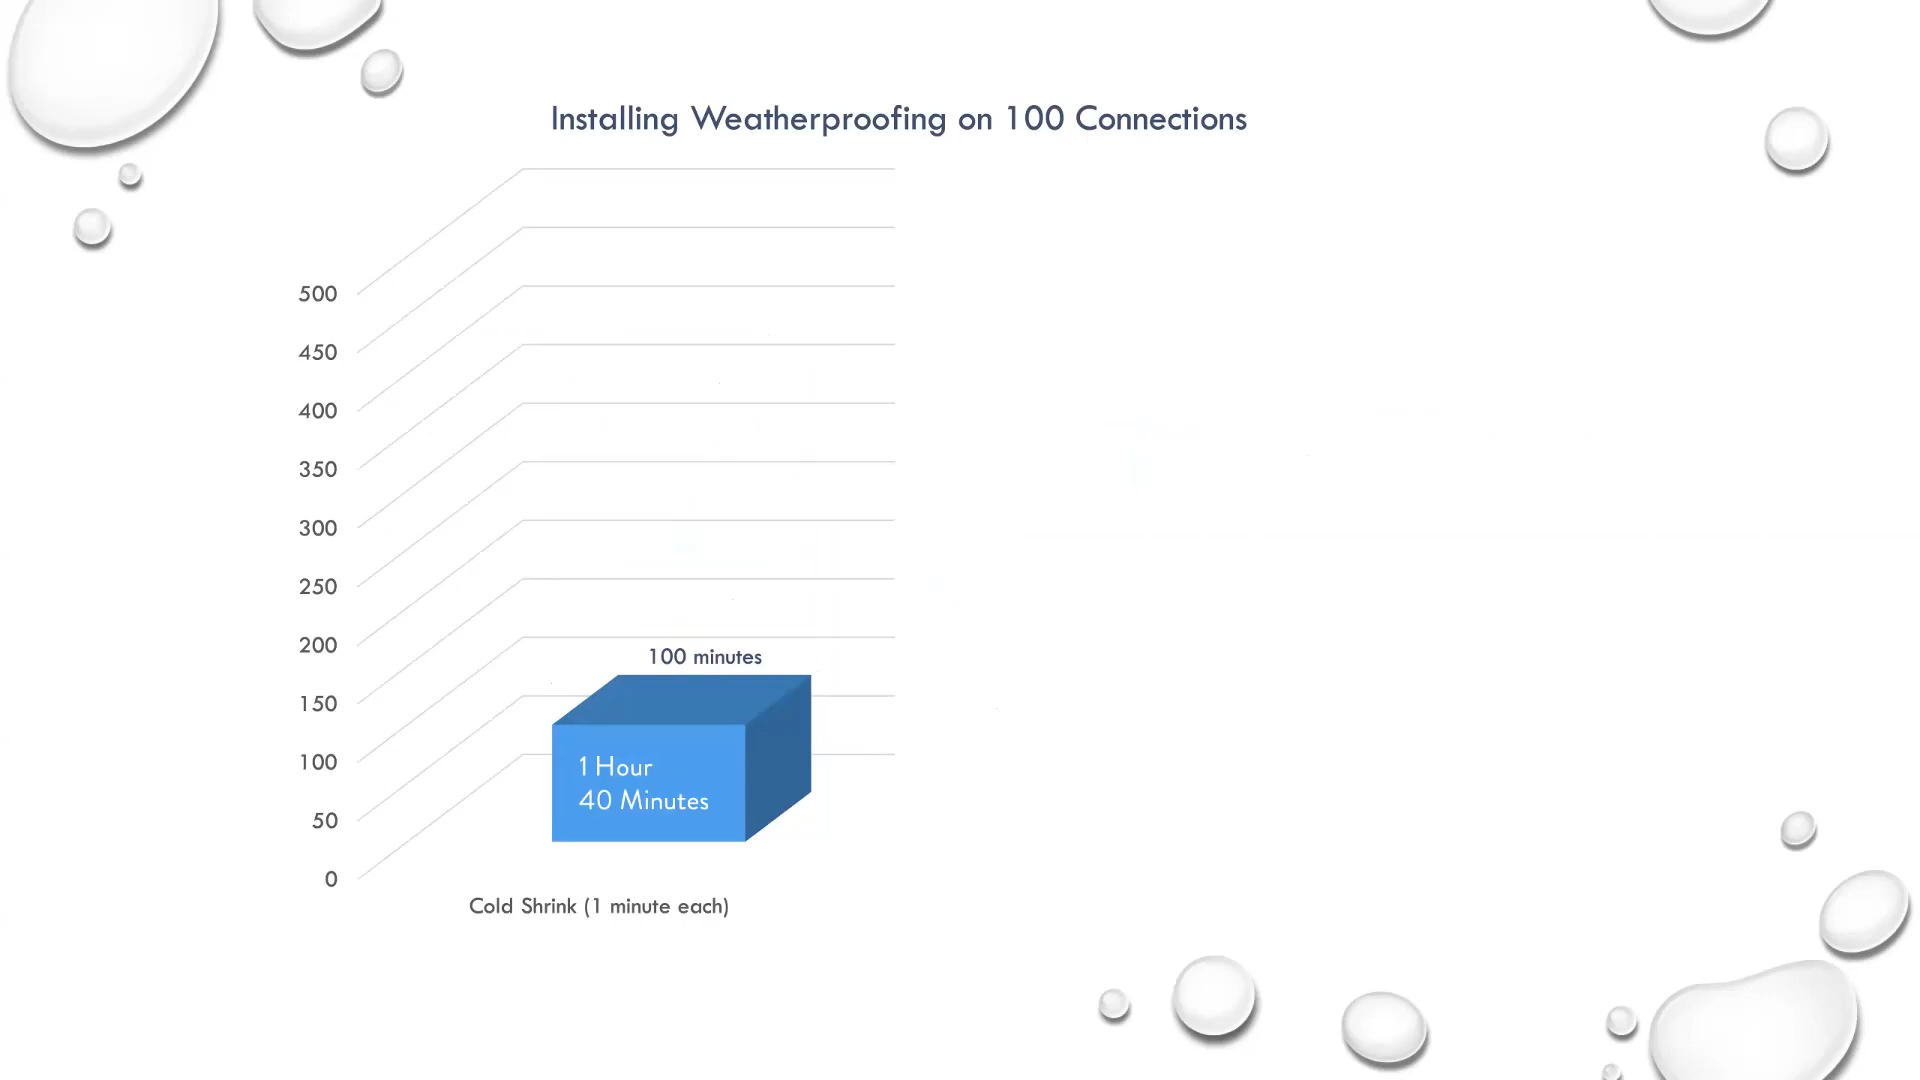 Installing Weatherproofing on 100 Connections
500
450
400
350
300
250
200
150
100
50
0
100 minutes
1 Hour
40 Minutes
Cold Shrink (1 minute each)